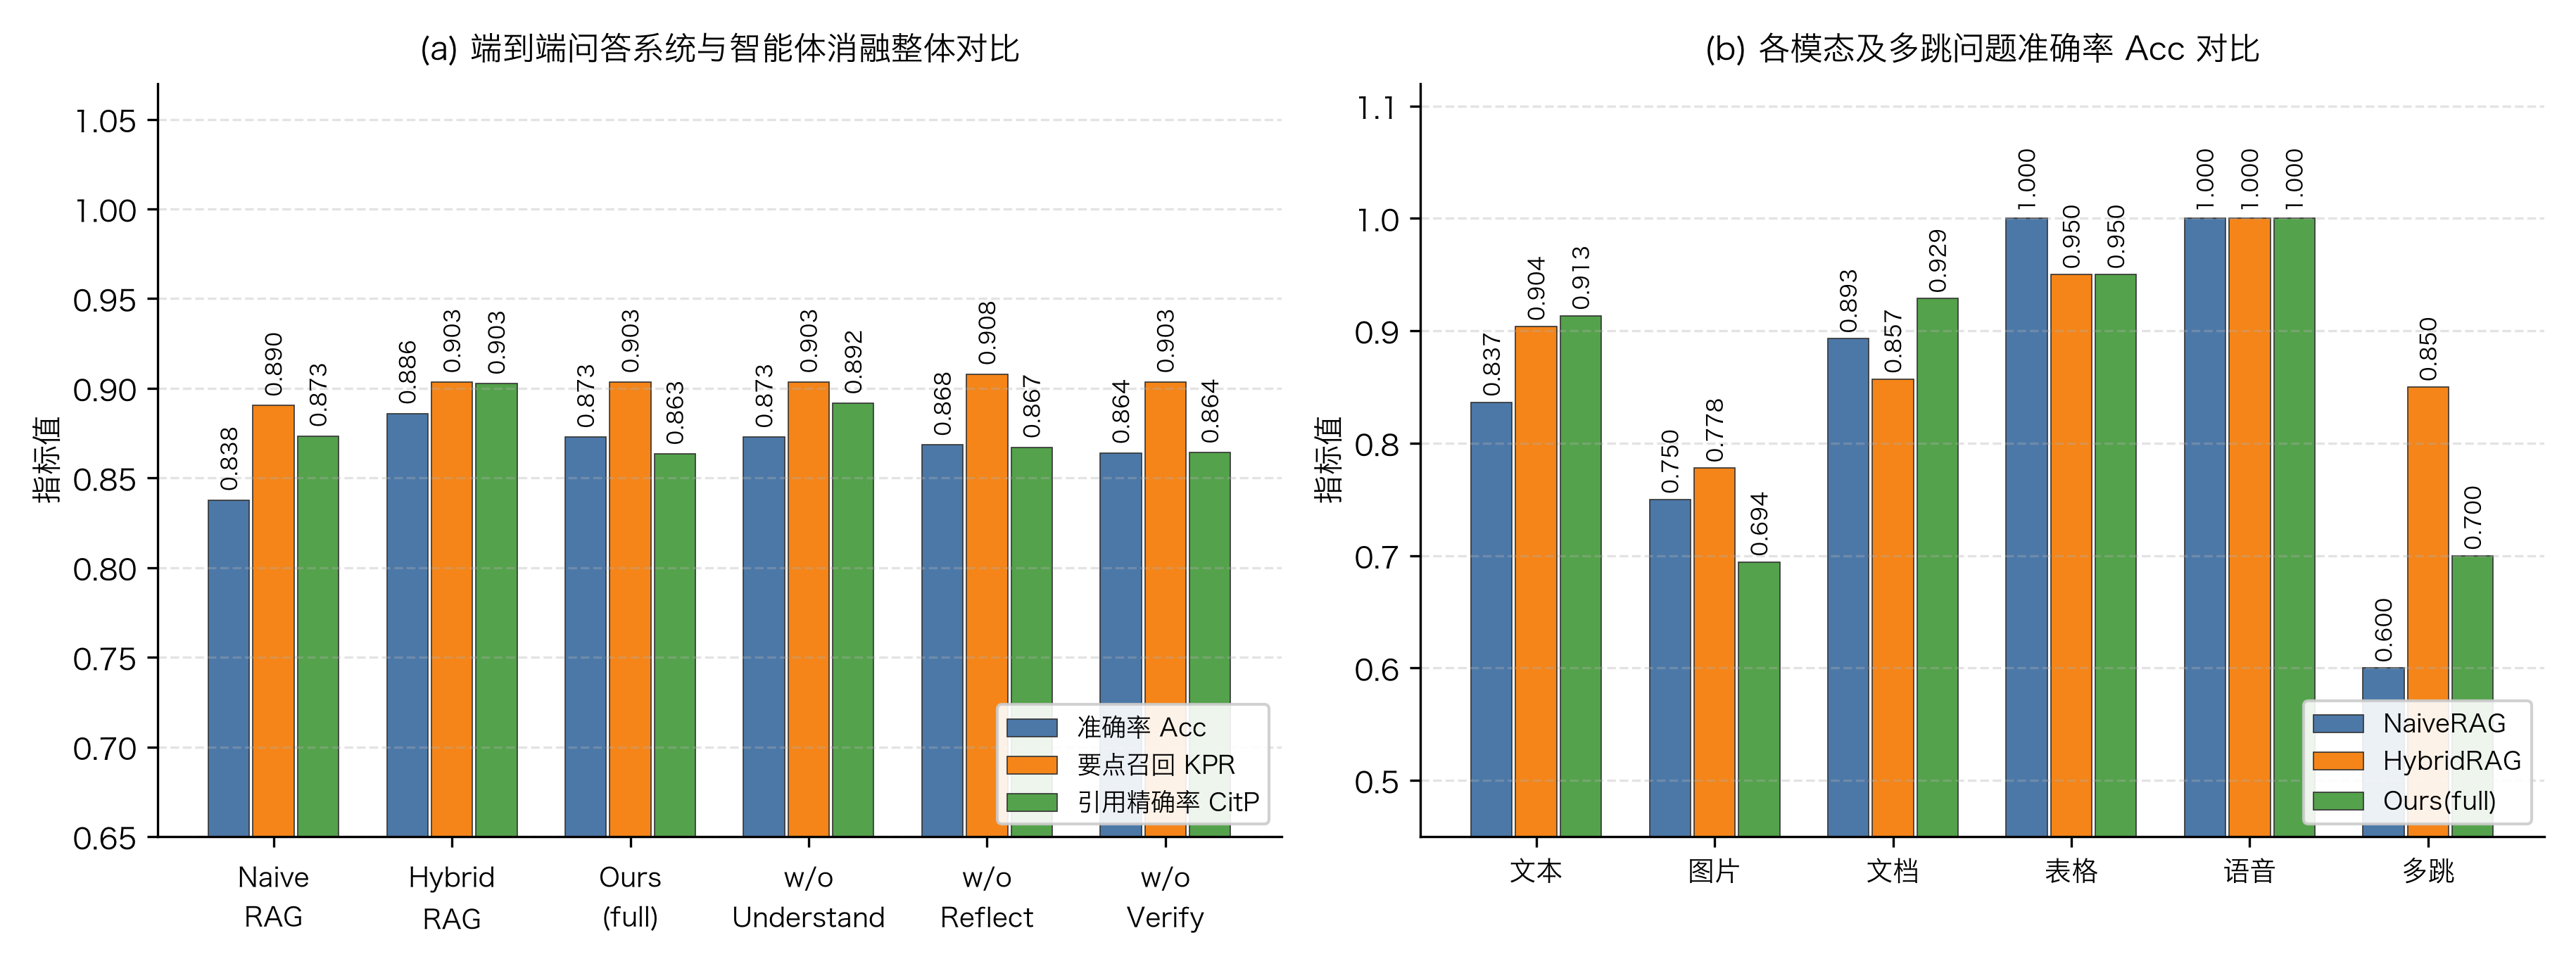 (a) 端到端问答系统与智能体消融整体对比
指标值
1.05
1.00
0.95
0.90
0.85
0.80
0.75
0.70
0.65
0.838
0.890
0.873
0.886
0.903
0.903
0.873
0.903
0.863
0.873
0.903
0.892
0.868
0.908
0.867
0.864
0.903
0.864
准确率 Acc
要点召回 KPR
引用精确率 CitP
Naive
RAG
Hybrid
RAG
Ours
(full)
w/o
Understand
w/o
Reflect
w/o
Verify
(b) 各模态及多跳问题准确率 Acc 对比
指标值
1.1
1.0
0.9
0.8
0.7
0.6
0.5
0.837
0.904
0.913
0.750
0.778
0.694
0.893
0.857
0.929
1.000
0.950
0.950
1.000
1.000
1.000
0.600
0.850
0.700
NaiveRAG
HybridRAG
Ours(full)
文本
图片
文档
表格
语音
多跳